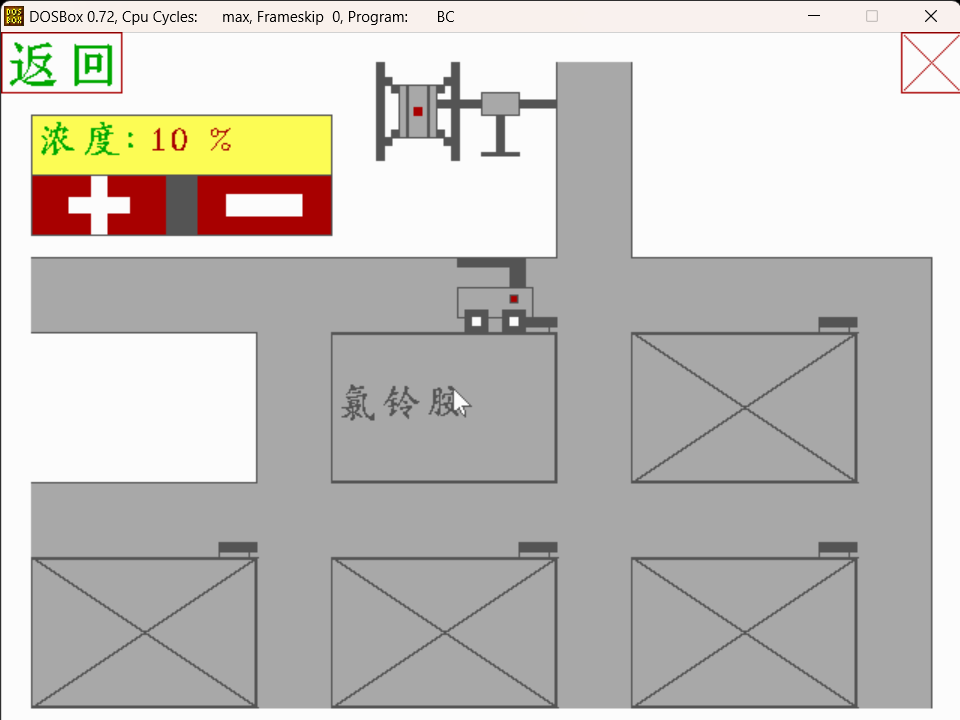 DOSBox 0.72, Cpu Cycles: max, Frameskip 0, Program: BC
返回
浓度: 10 %
氯铃胺